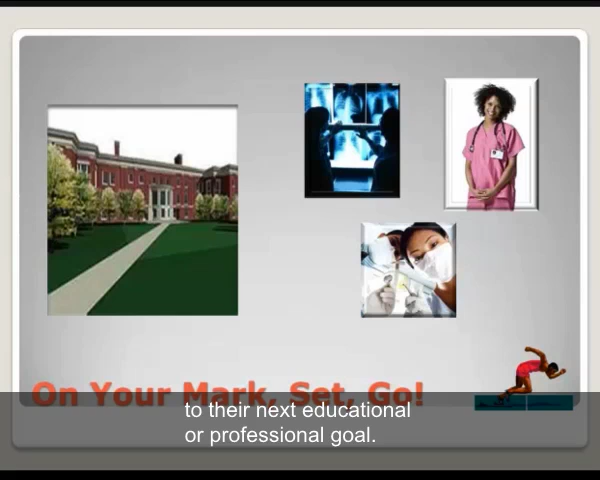 On Your Mark, Set, Go!
to their next educational
or professional goal.